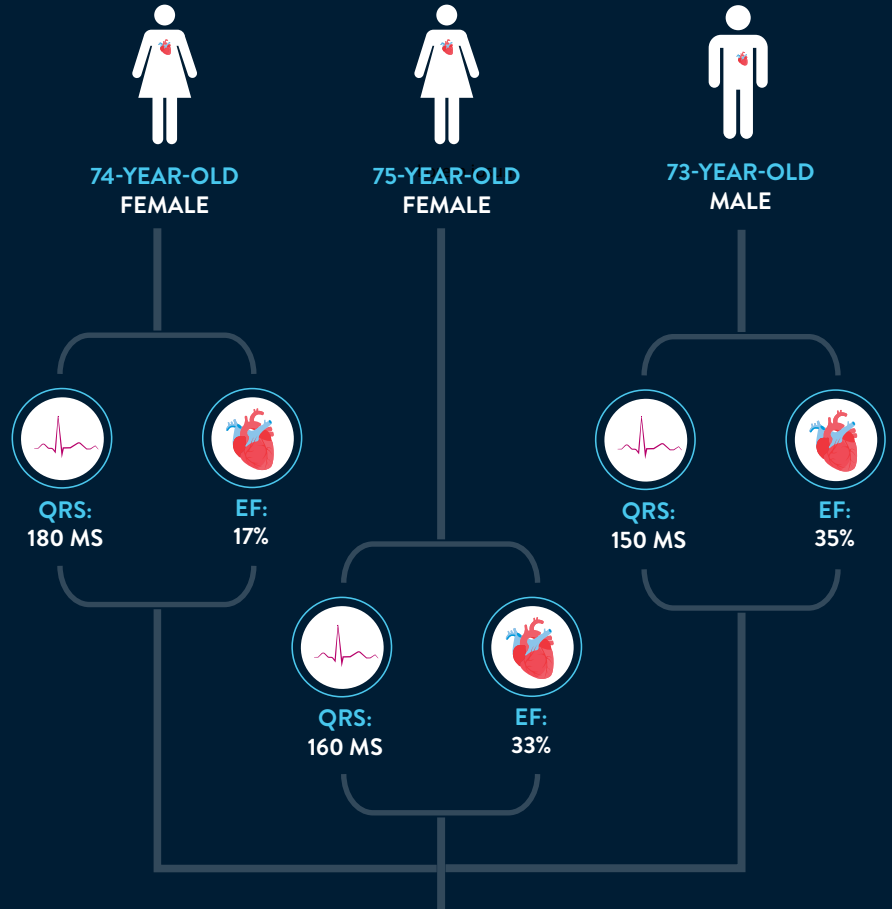 74-YEAR-OLD
FEMALE
75-YEAR-OLD
FEMALE
73-YEAR-OLD
MALE
QRS:
180 MS
EF:
17%
QRS:
160 MS
EF:
33%
QRS:
150 MS
EF:
35%